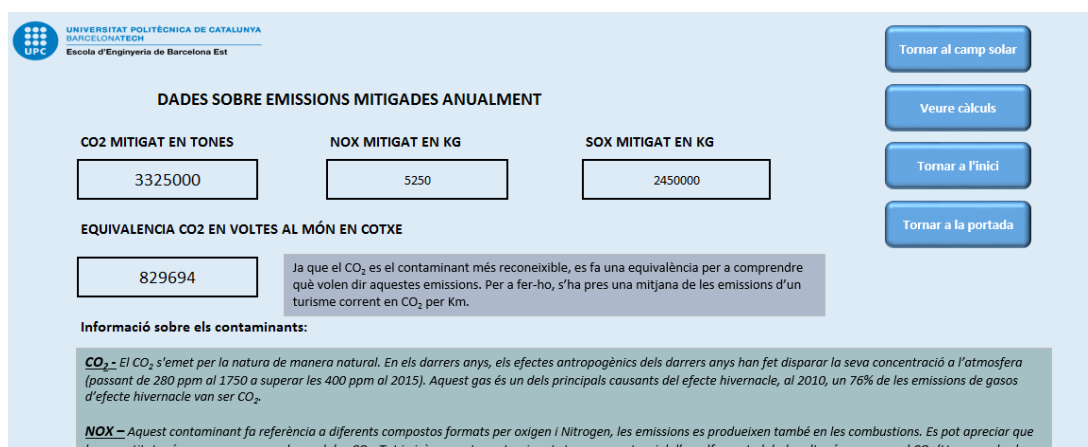 UNIVERSITAT POLITÈCNICA DE CATALUNYA
BARCELONATECH
UPC
Escola d'Enginyeria de Barcelona Est
Tornar al camp solar
DADES SOBRE EMISSIONS MITIGADES ANUALMENT
Veure càlculs
CO2 MITIGAT EN TONES
NOX MITIGAT EN KG
SOX MITIGAT EN KG
3325000
5250
2450000
Tornar a l'inici
Tornar a la portada
EQUIVALENCIA CO2 EN VOLTES AL MÓN EN COTXE
829694
Ja que el CO₂ es el contaminant més reconeixible, es fa una equivalència per a comprendre
què volen dir aquestes emissions. Per a fer-ho, s'ha pres una mitjana de les emissions d'un
turisme corrent en CO₂ per Km.
Informació sobre els contaminants:
CO₂ - El CO₂ s'emet per la natura de manera natural. En els darrers anys, els efectes antropogènics dels darrers anys han fet disparar la seva concentració a l'atmosfera
(passant de 280 ppm al 1750 a superar les 400 ppm al 2015). Aquest gas és un dels principals causants del efecte hivernacle, al 2010, un 76% de les emissions de gasos
d'efecte hivernacle van ser CO₂.
NOX – Aquest contaminant fa referència a diferents compostos formats per oxigen i Nitrogen, les emissions es produeixen també en les combustions. Es pot apreciar que